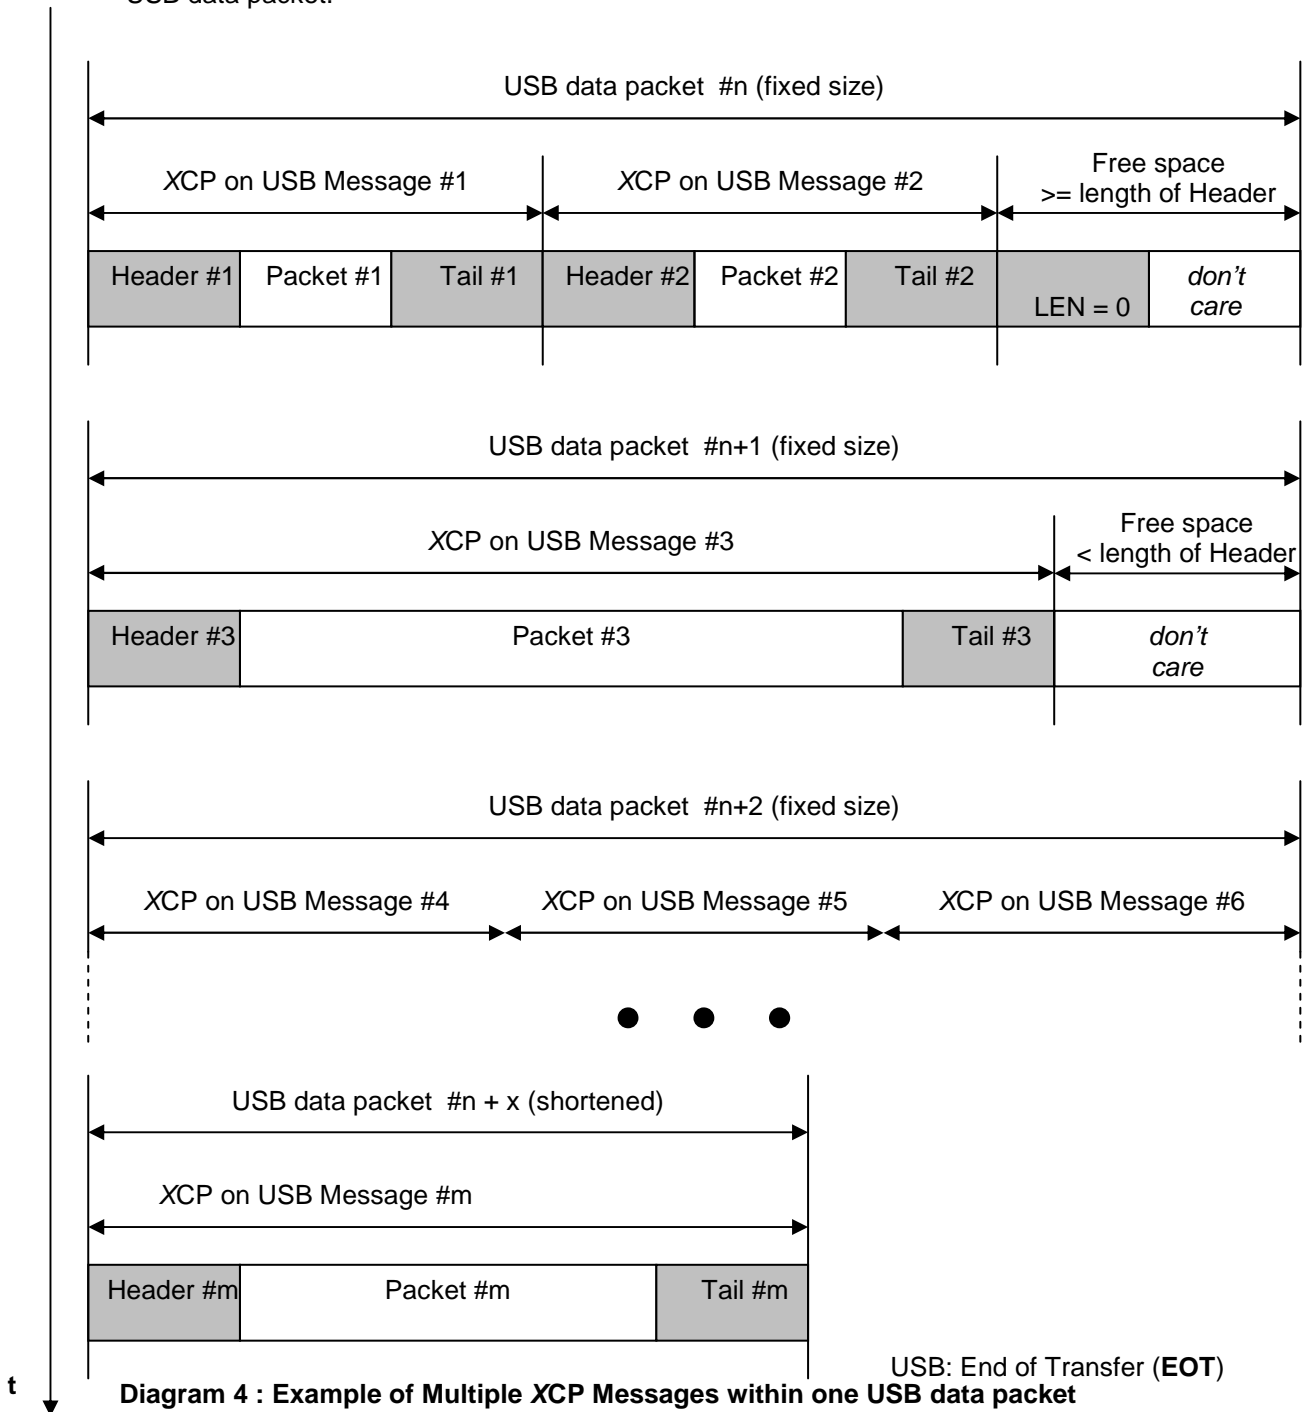 USB data packet.
USB data packet #n (fixed size)
XCP on USB Message #1
XCP on USB Message #2
Free space
>= length of Header
Header #1
Packet #1
Tail #1
Header #2
Packet #2
Tail #2
LEN = 0
don't
care
USB data packet #n+1 (fixed size)
XCP on USB Message #3
Free space
< length of Header
Header #3
Packet #3
Tail #3
don't
care
USB data packet #n+2 (fixed size)
XCP on USB Message #4
XCP on USB Message #5
XCP on USB Message #6
USB data packet #n + x (shortened)
XCP on USB Message #m
Header #m
Packet #m
Tail #m
USB: End of Transfer (EOT)
t
Diagram 4 : Example of Multiple XCP Messages within one USB data packet